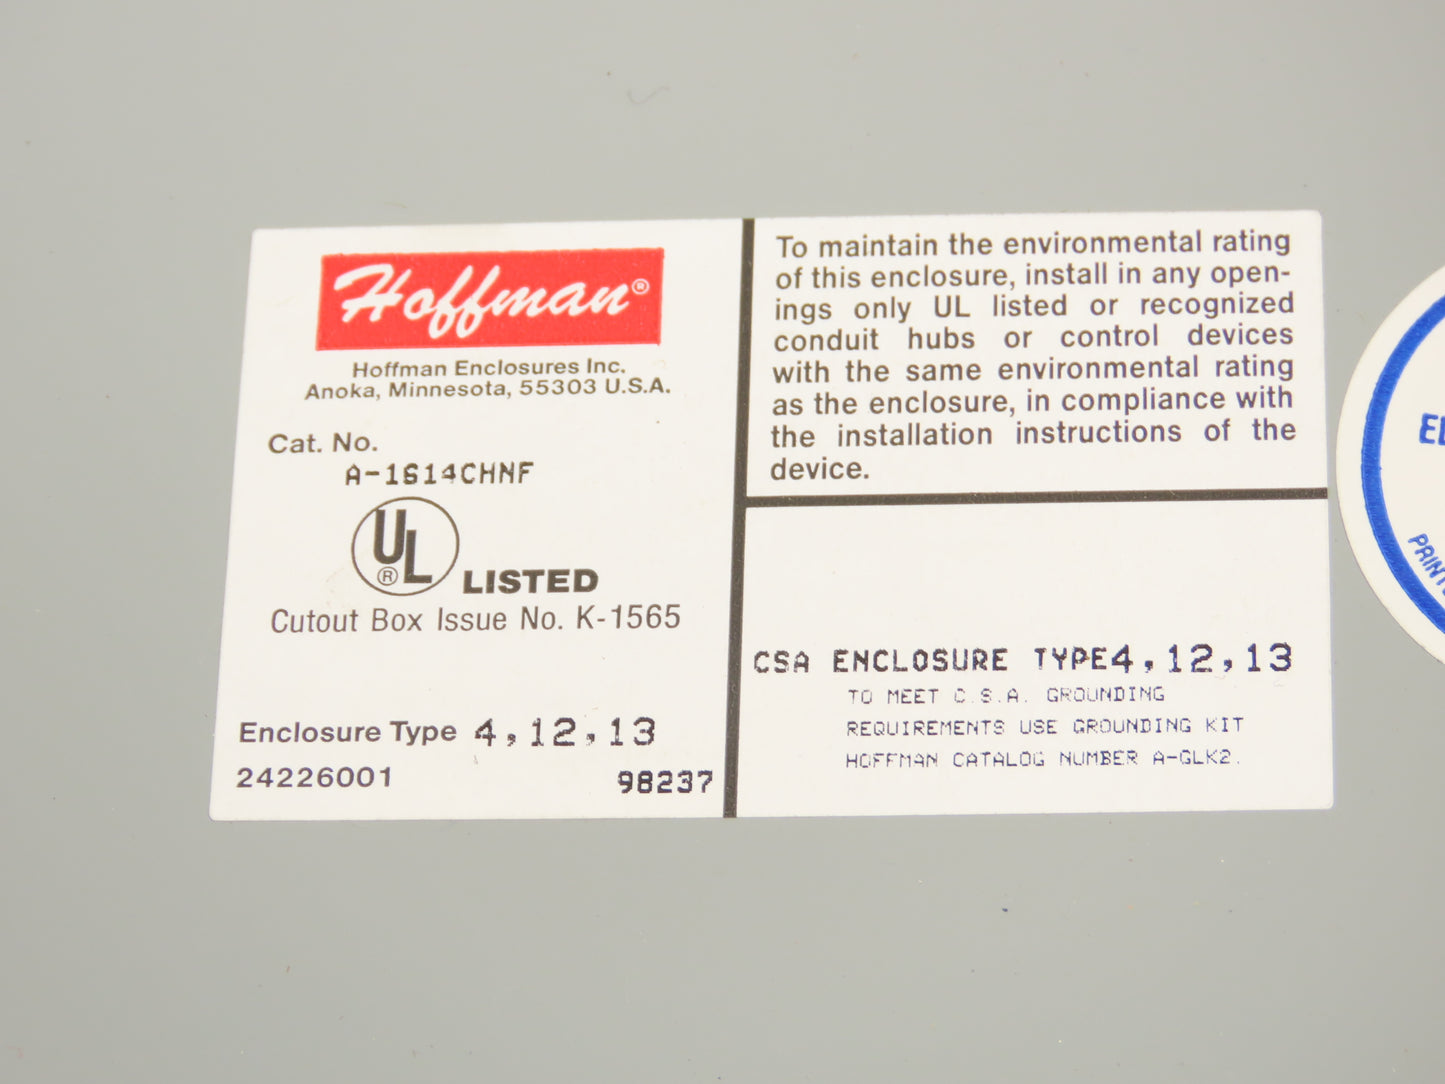 Hoffman®
Hoffman Enclosures Inc.
Anoka, Minnesota, 55303 U.S.A.
Cat. No.
A-1614CHNF
UL®
LISTED
Cutout Box Issue No. K-1565
Enclosure Type 4,12,13
24226001 98237
To maintain the environmental rating
of this enclosure, install in any open-
ings only UL listed or recognized
conduit hubs or control devices
with the same environmental rating
as the enclosure, in compliance with
the installation instructions of the
device.
CSA ENCLOSURE TYPE4,12,13
TO MEET C.S.A. GROUNDING
REQUIREMENTS USE GROUNDING KIT
HOFFMAN CATALOG NUMBER A-GLK2.